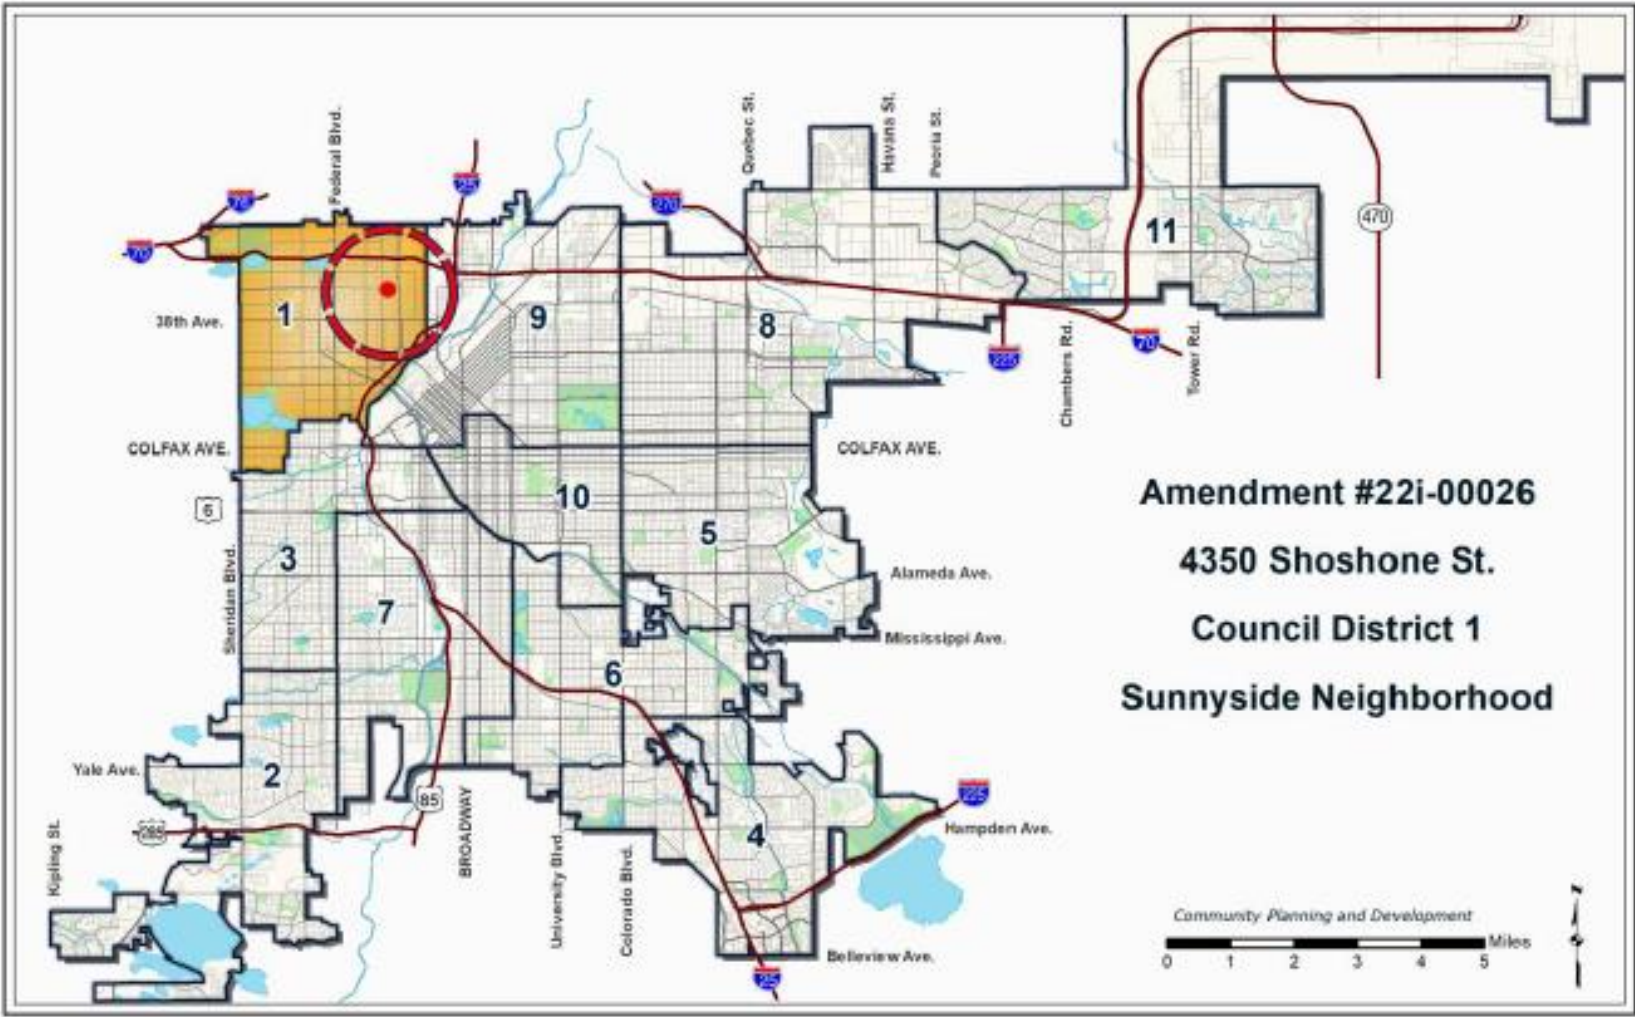 Federal Blvd.
Quebec St.
Havana St.
Peoria St.
76
25
270
470
70
11
1
9
8
38th Ave.
225
70
Chambers Rd.
Tower Rd.
COLFAX AVE.
COLFAX AVE.
6
10
5
3
7
Sheridan Blvd.
Alameda Ave.
Mississippi Ave.
6
Amendment #22i-00026
4350 Shoshone St.
Council District 1
Sunnyside Neighborhood
Yale Ave.
2
85
285
BROADWAY
225
Hampden Ave.
4
Kipling St.
University Blvd
Colorado Blvd.
Belleview Ave.
25
Community Planning and Development
Miles
0 1 2 3 4 5